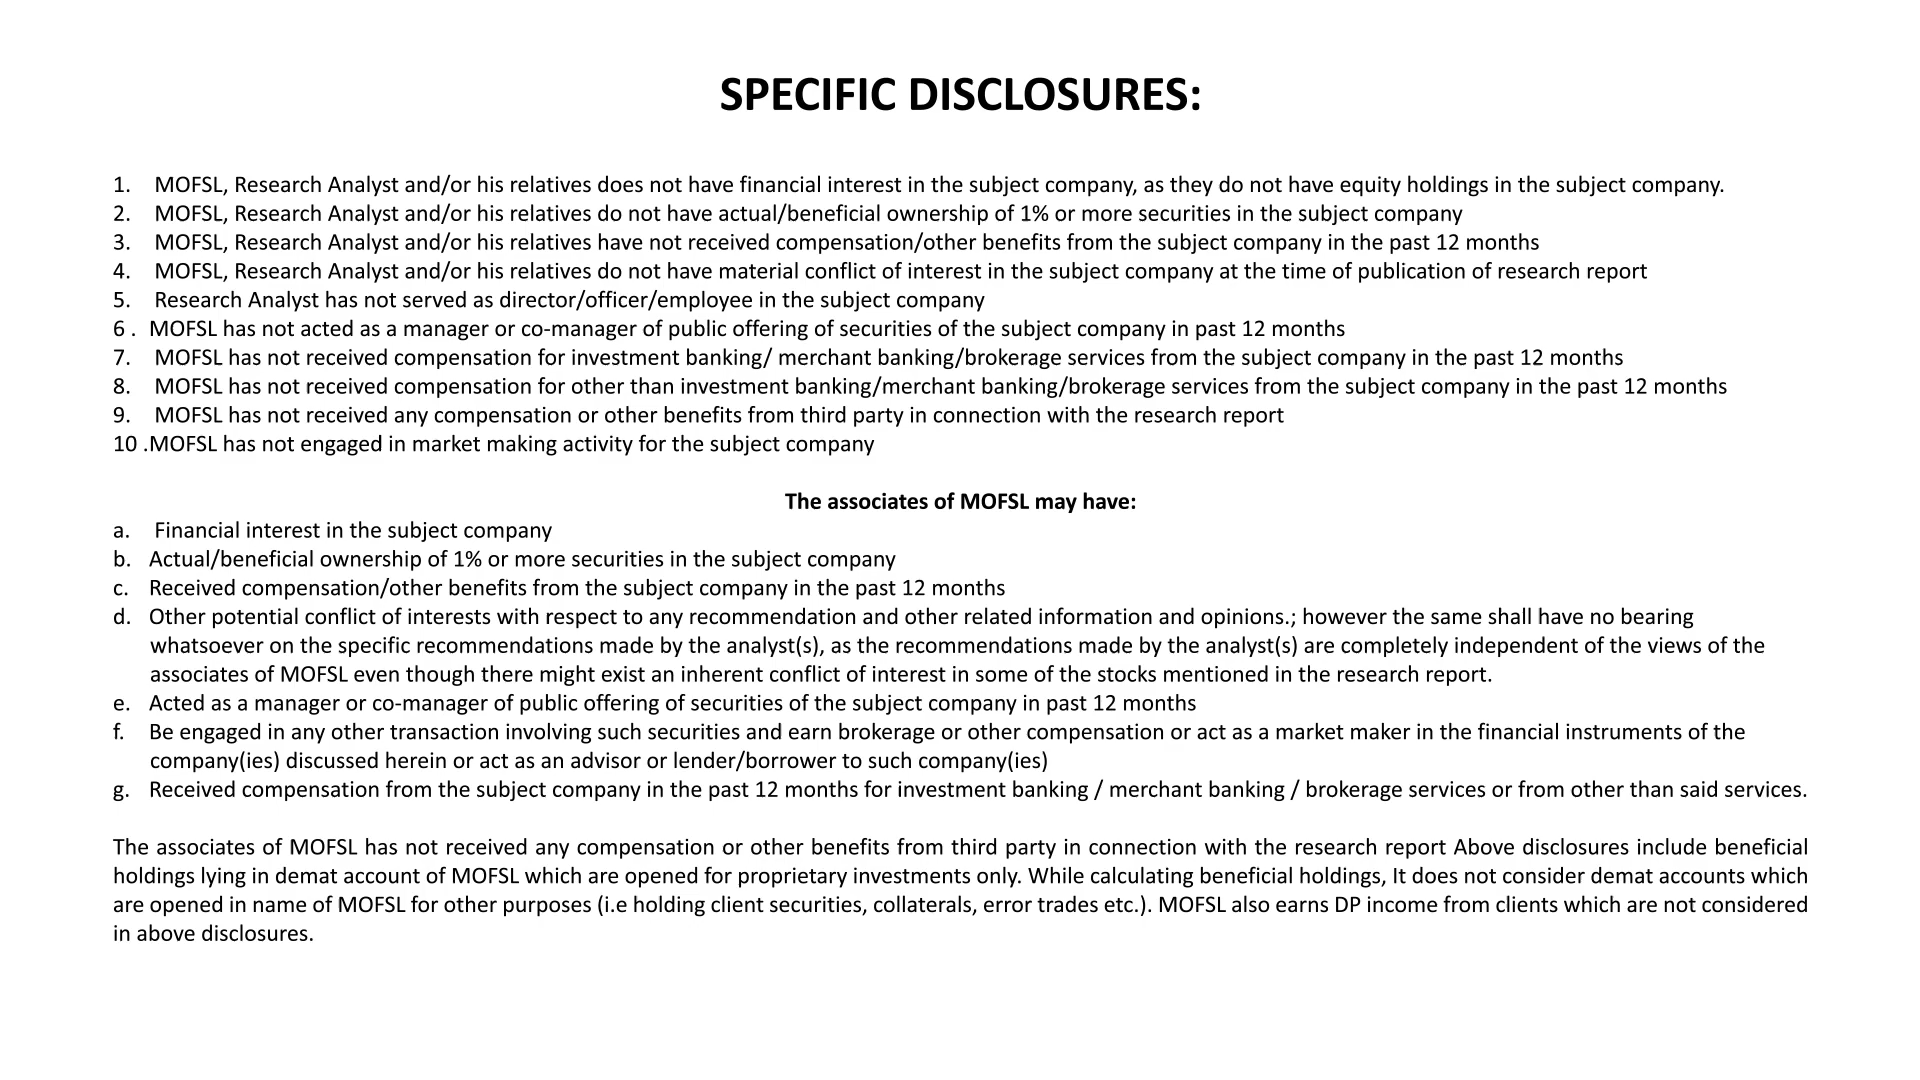 SPECIFIC DISCLOSURES:
1. MOFSL, Research Analyst and/or his relatives does not have financial interest in the subject company, as they do not have equity holdings in the subject company.
2. MOFSL, Research Analyst and/or his relatives do not have actual/beneficial ownership of 1% or more securities in the subject company
3. MOFSL, Research Analyst and/or his relatives have not received compensation/other benefits from the subject company in the past 12 months
4. MOFSL, Research Analyst and/or his relatives do not have material conflict of interest in the subject company at the time of publication of research report
5. Research Analyst has not served as director/officer/employee in the subject company
6 . MOFSL has not acted as a manager or co-manager of public offering of securities of the subject company in past 12 months
7. MOFSL has not received compensation for investment banking/ merchant banking/brokerage services from the subject company in the past 12 months
8. MOFSL has not received compensation for other than investment banking/merchant banking/brokerage services from the subject company in the past 12 months
9. MOFSL has not received any compensation or other benefits from third party in connection with the research report
10 .MOFSL has not engaged in market making activity for the subject company
The associates of MOFSL may have:
a. Financial interest in the subject company
b. Actual/beneficial ownership of 1% or more securities in the subject company
c. Received compensation/other benefits from the subject company in the past 12 months
d. Other potential conflict of interests with respect to any recommendation and other related information and opinions.; however the same shall have no bearing
whatsoever on the specific recommendations made by the analyst(s), as the recommendations made by the analyst(s) are completely independent of the views of the
associates of MOFSL even though there might exist an inherent conflict of interest in some of the stocks mentioned in the research report.
e. Acted as a manager or co-manager of public offering of securities of the subject company in past 12 months
f. Be engaged in any other transaction involving such securities and earn brokerage or other compensation or act as a market maker in the financial instruments of the
company(ies) discussed herein or act as an advisor or lender/borrower to such company(ies)
g. Received compensation from the subject company in the past 12 months for investment banking / merchant banking / brokerage services or from other than said services.
The associates of MOFSL has not received any compensation or other benefits from third party in connection with the research report Above disclosures include beneficial
holdings lying in demat account of MOFSL which are opened for proprietary investments only. While calculating beneficial holdings, It does not consider demat accounts which
are opened in name of MOFSL for other purposes (i.e holding client securities, collaterals, error trades etc.). MOFSL also earns DP income from clients which are not considered
in above disclosures.